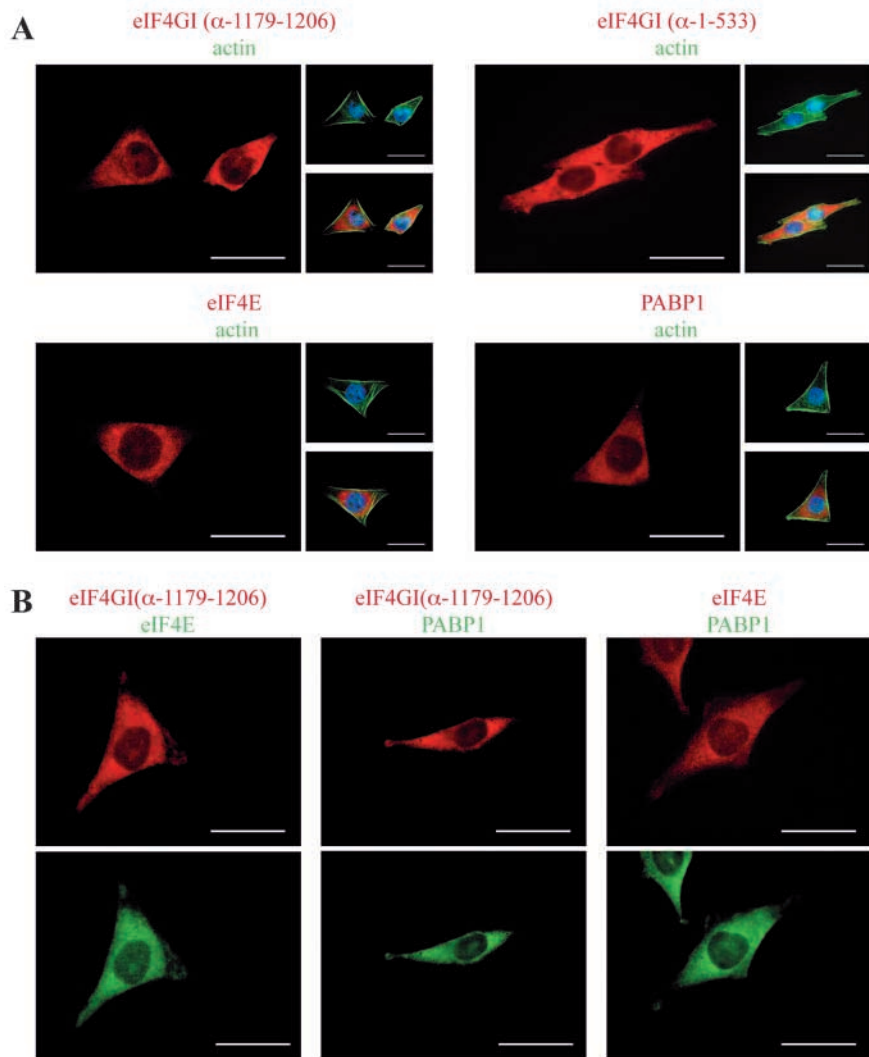 A
eIF4GI (α-1179-1206)
actin
eIF4GI (α-1-533)
actin
eIF4E
actin
PABP1
actin
B
eIF4GI(α-1179-1206)
eIF4E
eIF4GI(α-1179-1206)
PABP1
eIF4E
PABP1